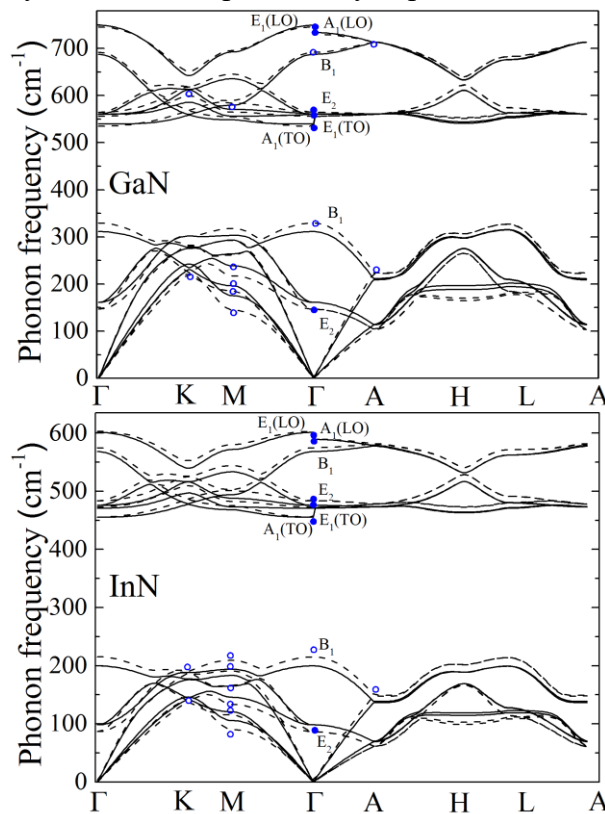 E₁(LO) A₁(LO)
700
B₁
600
E₂
500
E₁(TO)
A₁(TO)
400
GaN
B₁
300
200
E₂
100
0
Phonon frequency (cm⁻¹)
Γ K M Γ A H L A
600
E₁(LO) A₁(LO)
B₁
500
E₂
E₁(TO)
A₁(TO)
400
InN
300
B₁
200
100
E₂
0
Phonon frequency (cm⁻¹)
Γ K M Γ A H L A